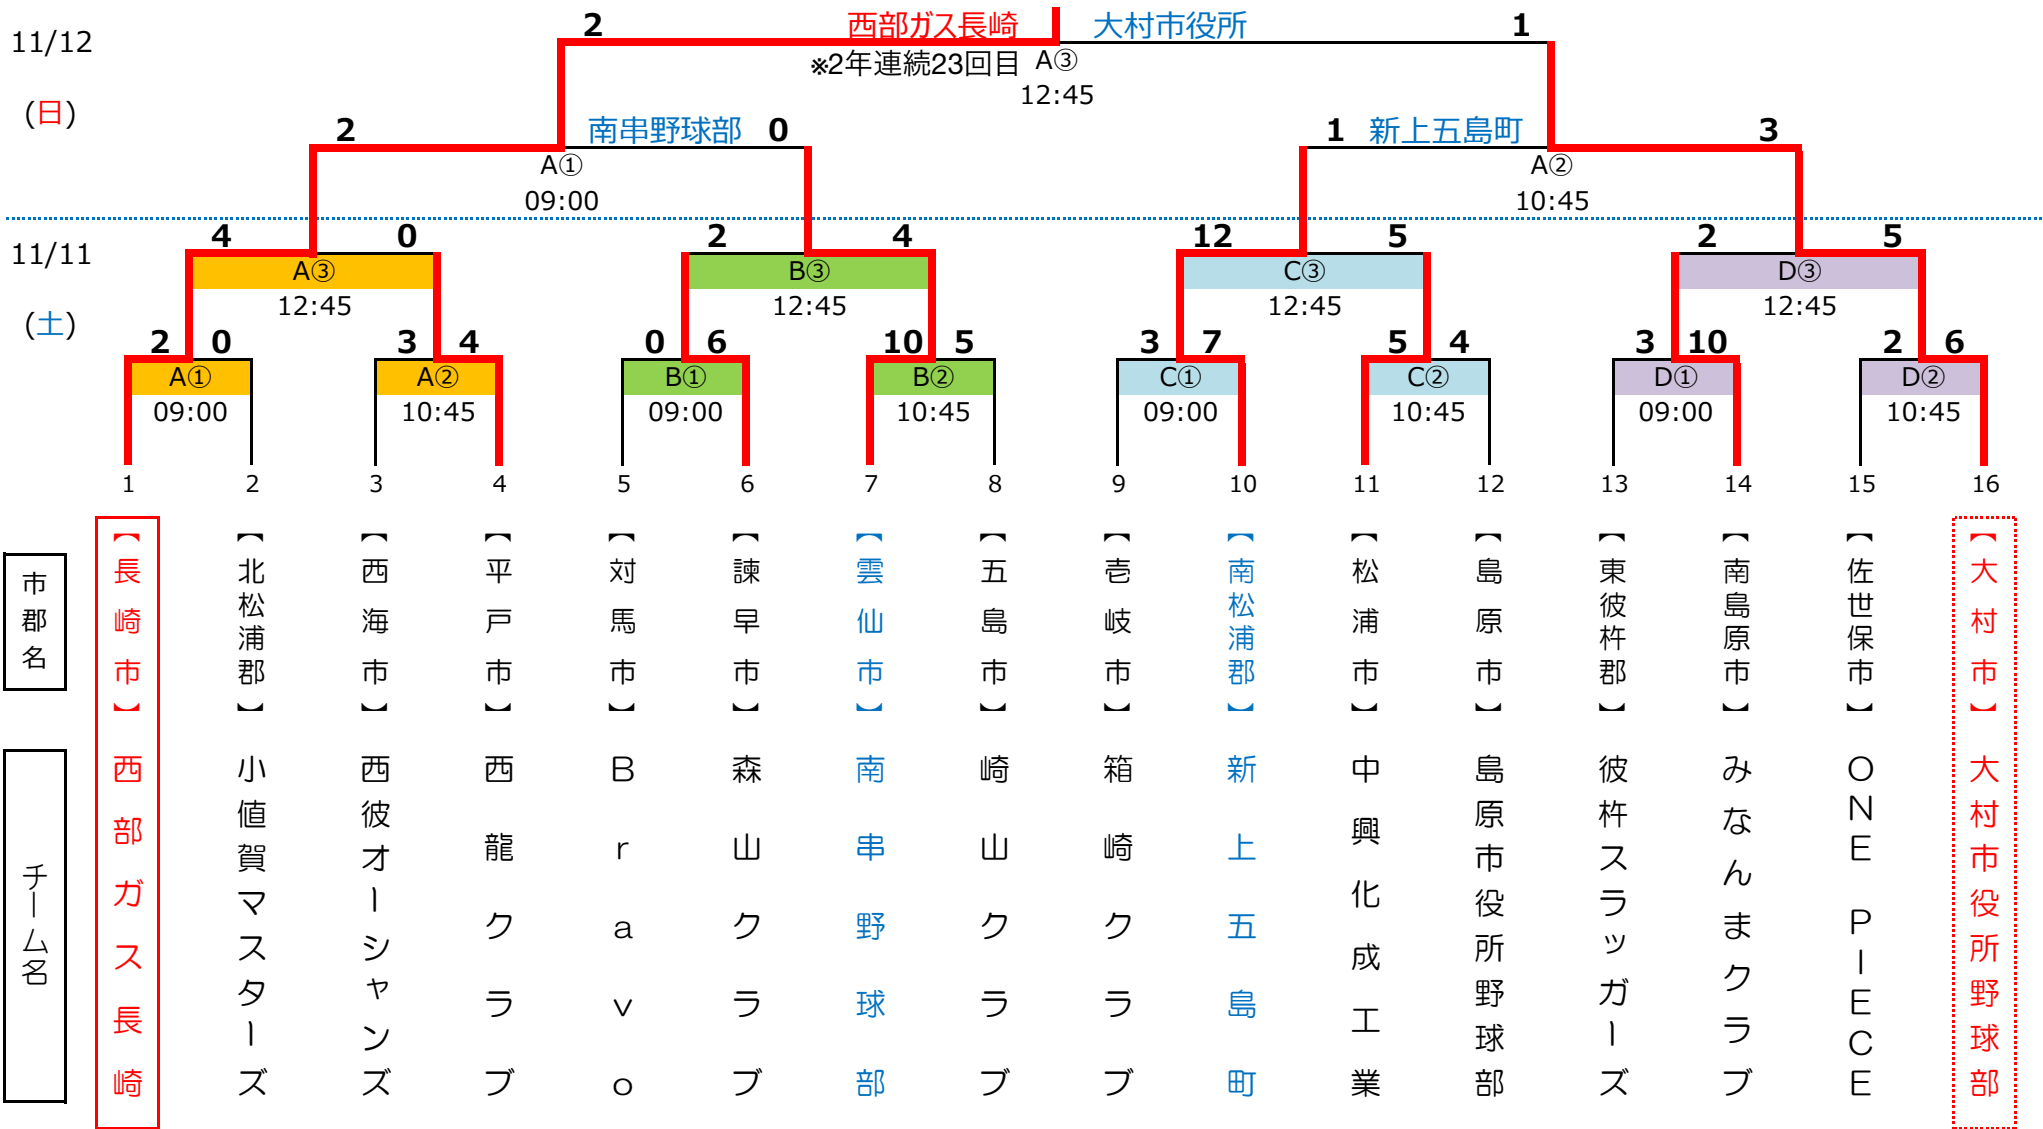 2 西部ガス長崎 大村市役所 1
11/12
※2年連続23回目 A③
12:45
(日)
2 南串野球部 0 1 新上五島町 3
A① A②
09:00 10:45
4 0 2 4 12 5 2 5
11/11
A③ B③ C③ D③
12:45 12:45 12:45 12:45
(土)
2 0 3 4 0 6 10 5 3 7 5 4 3 10 2 6
A① A② B① B② C① C② D① D②
09:00 10:45 09:00 10:45 09:00 10:45 09:00 10:45
1 2 3 4 5 6 7 8 9 10 11 12 13 14 15 16
市郡名
【長崎市】
【北松浦郡】
【西海市】
【平戸市】
【対馬市】
【諫早市】
【雲仙市】
【五島市】
【壱岐市】
【南松浦郡】
【松浦市】
【島原市】
【東彼杵郡】
【南島原市】
【佐世保市】
【大村市】
チーム名
西部ガス長崎
小値賀マスターズ
西彼オーシャンズ
西龍クラブ
Bravo
森山クラブ
南串野球部
崎山クラブ
箱崎クラブ
新上五島町
中興化成工業
島原市役所野球部
彼杵スラッガーズ
みなんまクラブ
ONE PIECE
大村市役所野球部